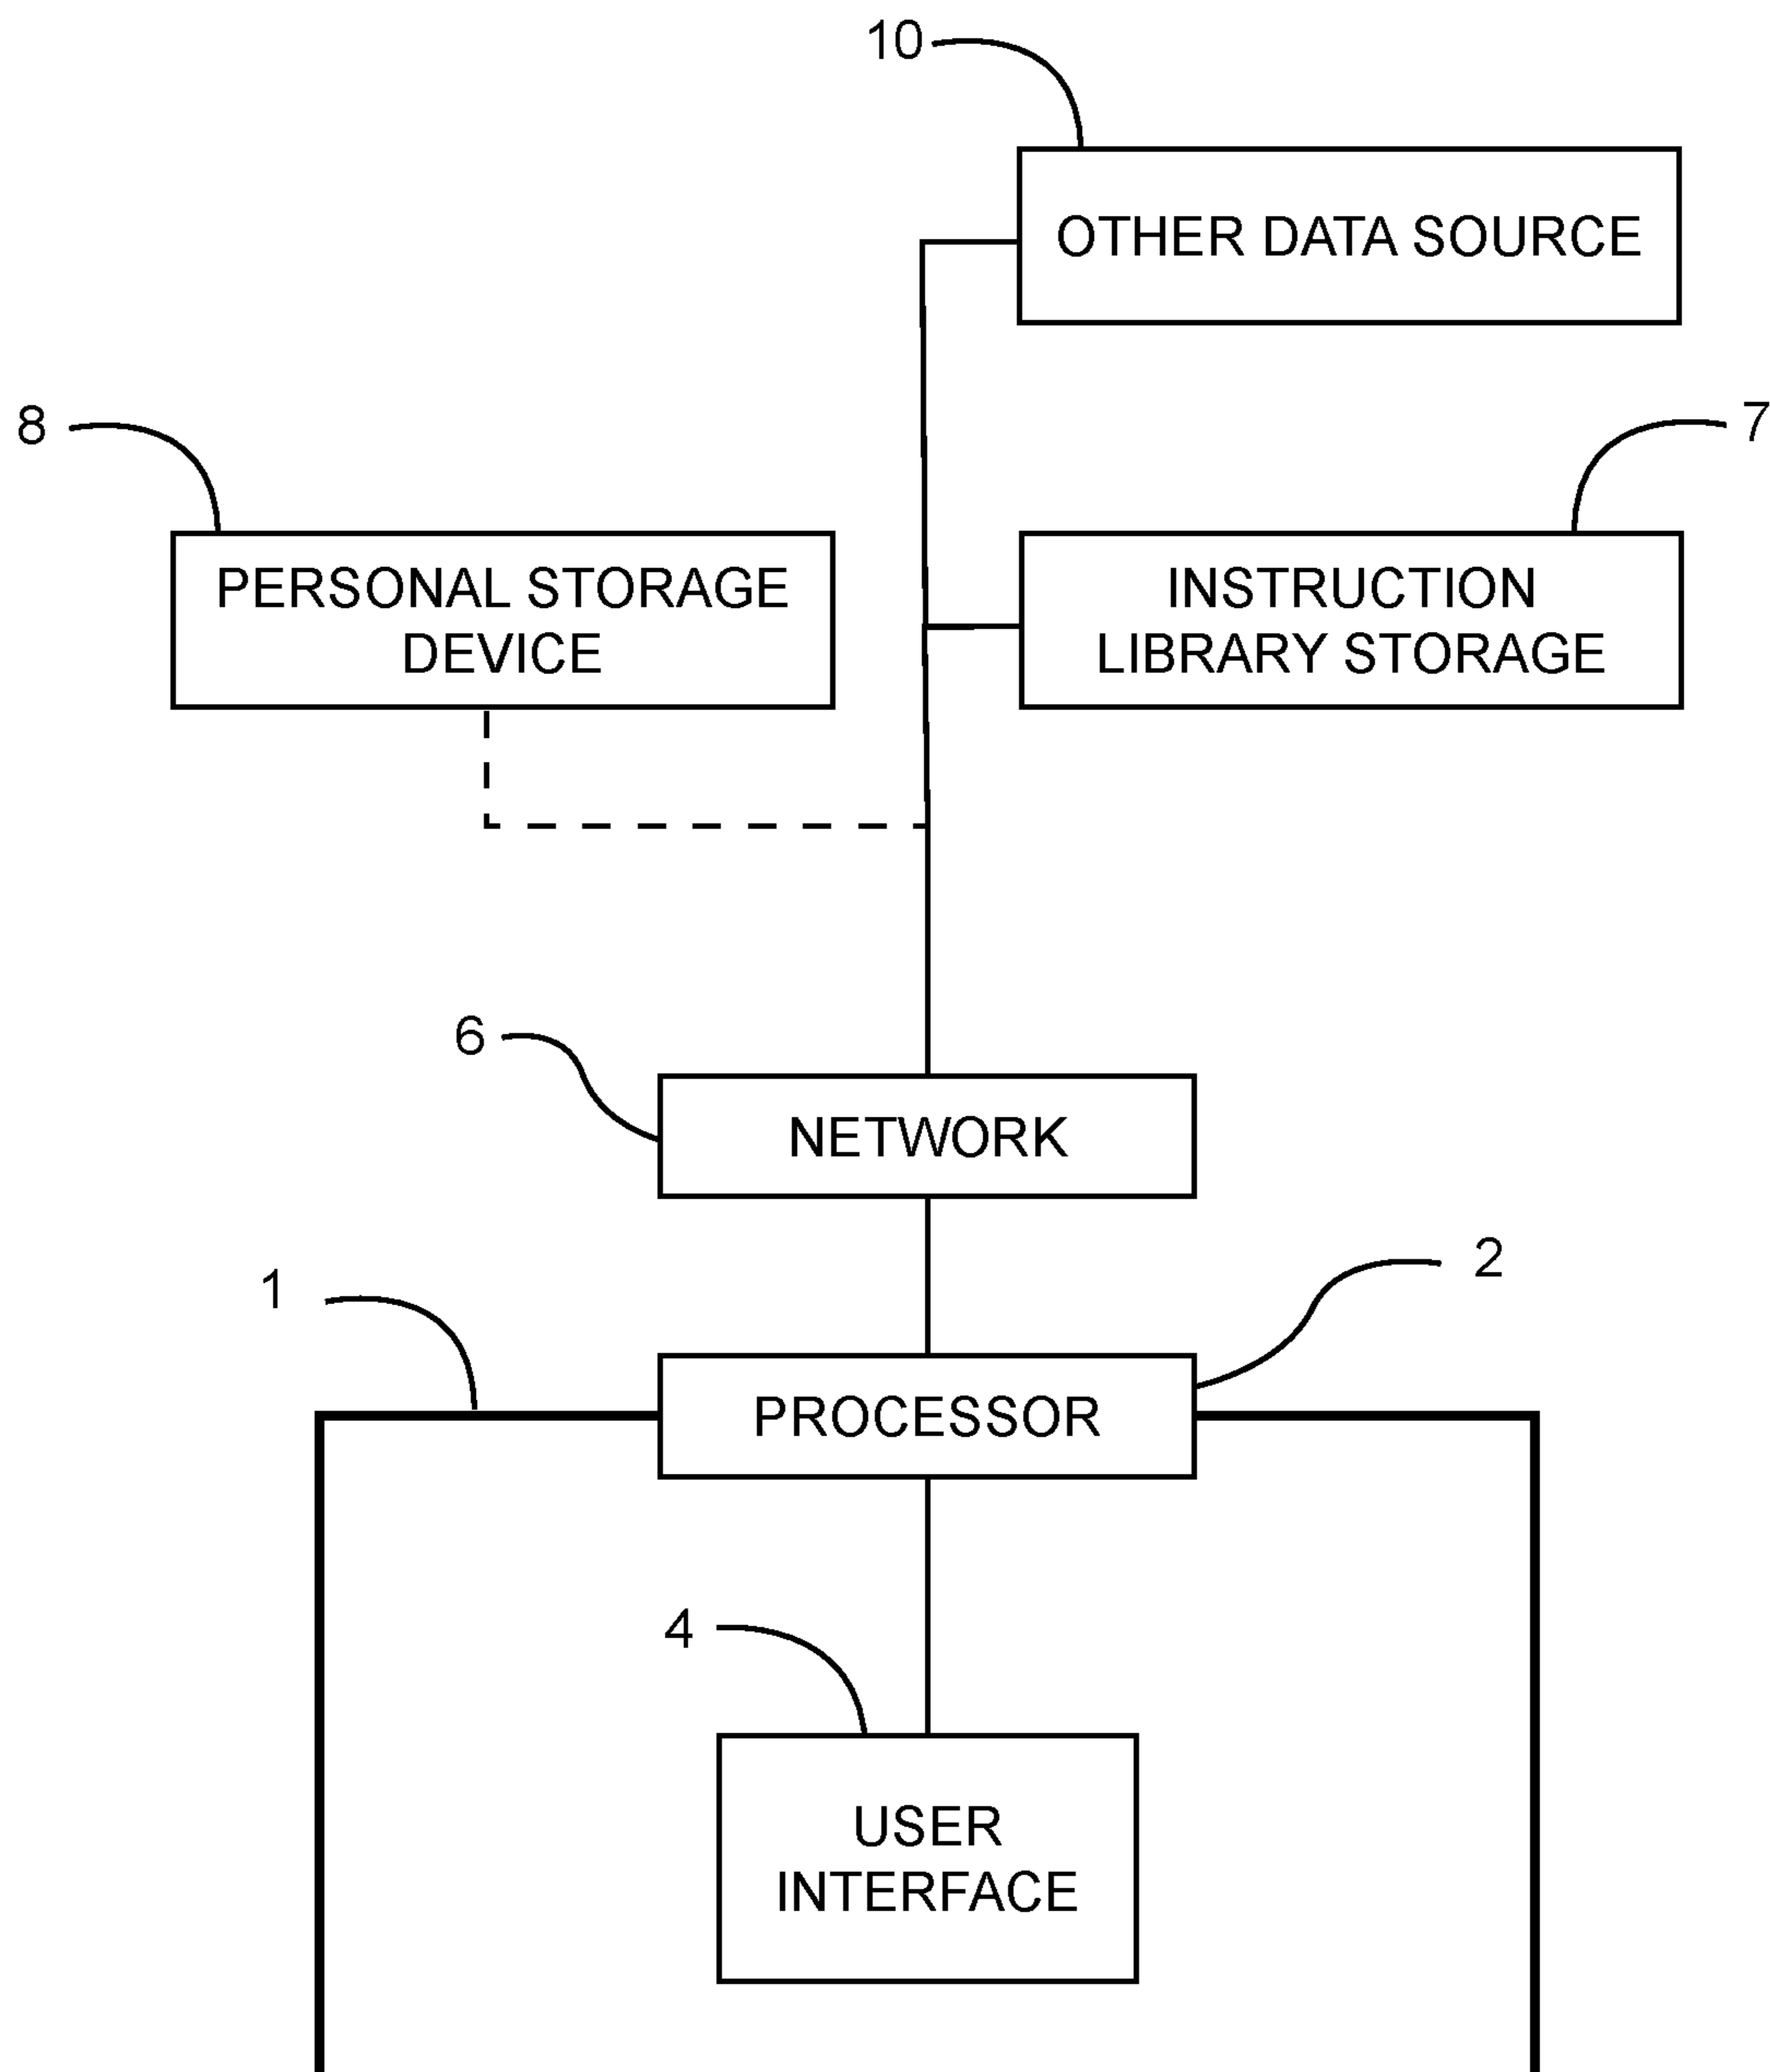 10
OTHER DATA SOURCE
8
7
PERSONAL STORAGE
DEVICE
INSTRUCTION
LIBRARY STORAGE
6
NETWORK
2
1
PROCESSOR
4
USER
INTERFACE